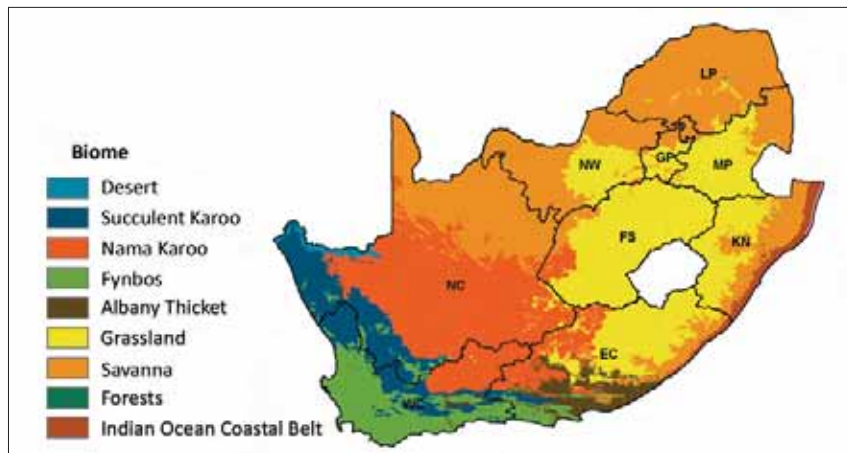 Biome
Desert
Succulent Karoo
Nama Karoo
Fynbos
Albany Thicket
Grassland
Savanna
Forests
Indian Ocean Coastal Belt
LP
NW
GP
MP
FS
KN
NC
EC
WC